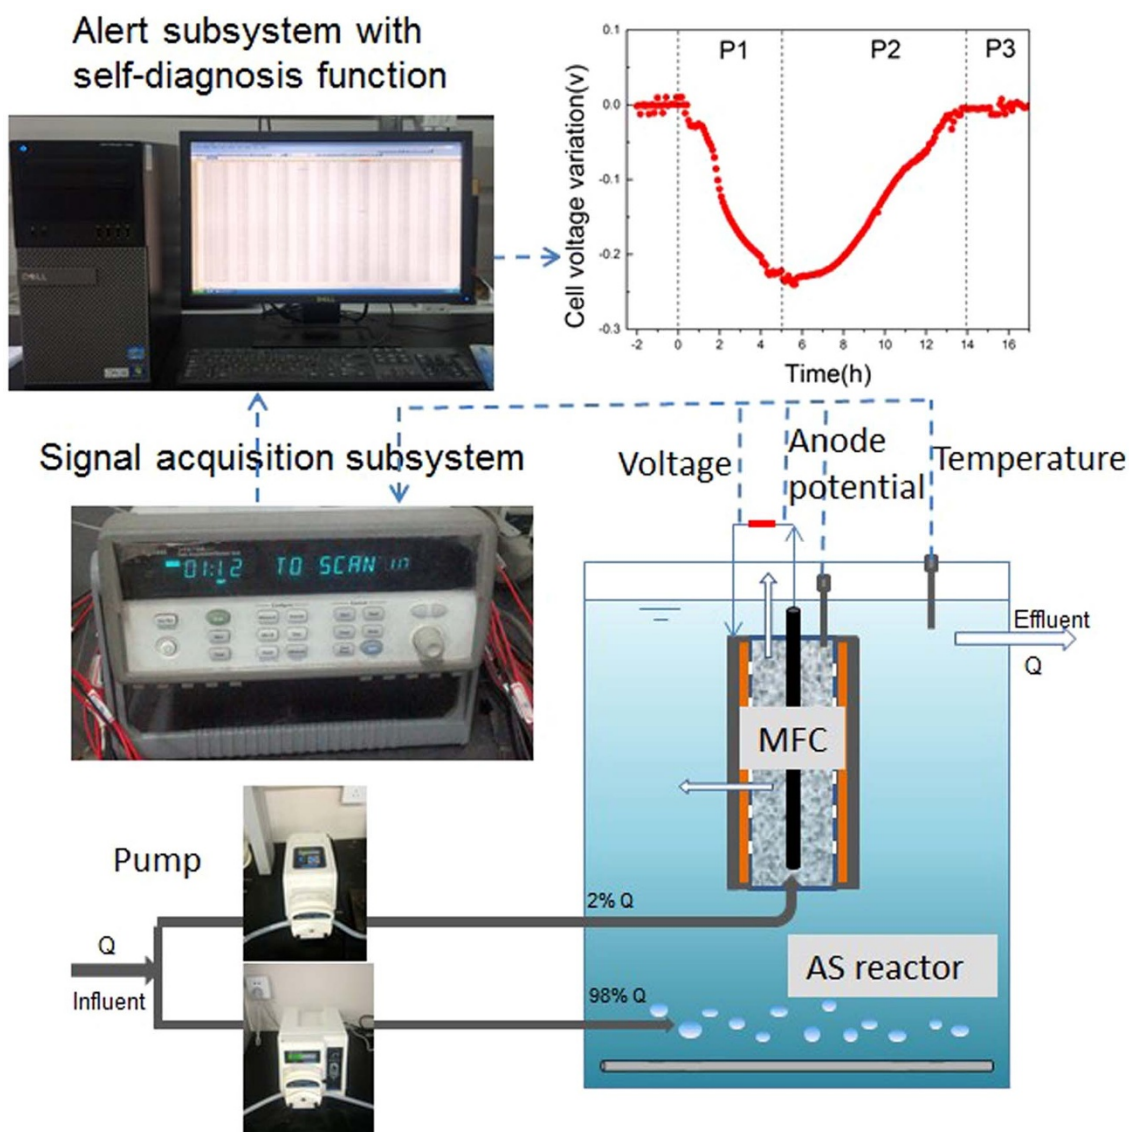 Alert subsystem with
self-diagnosis function
DELL
DELL
0.1
0.0
-0.1
-0.2
-0.3
Cell voltage variation(v)
P1
P2
P3
-2 0 2 4 6 8 10 12 14 16
Time(h)
Signal acquisition subsystem
01:12 TO SCAN
Voltage
Anode
potential
Temperature
Effluent
Q
MFC
Pump
2% Q
Q
Influent
98% Q
AS reactor